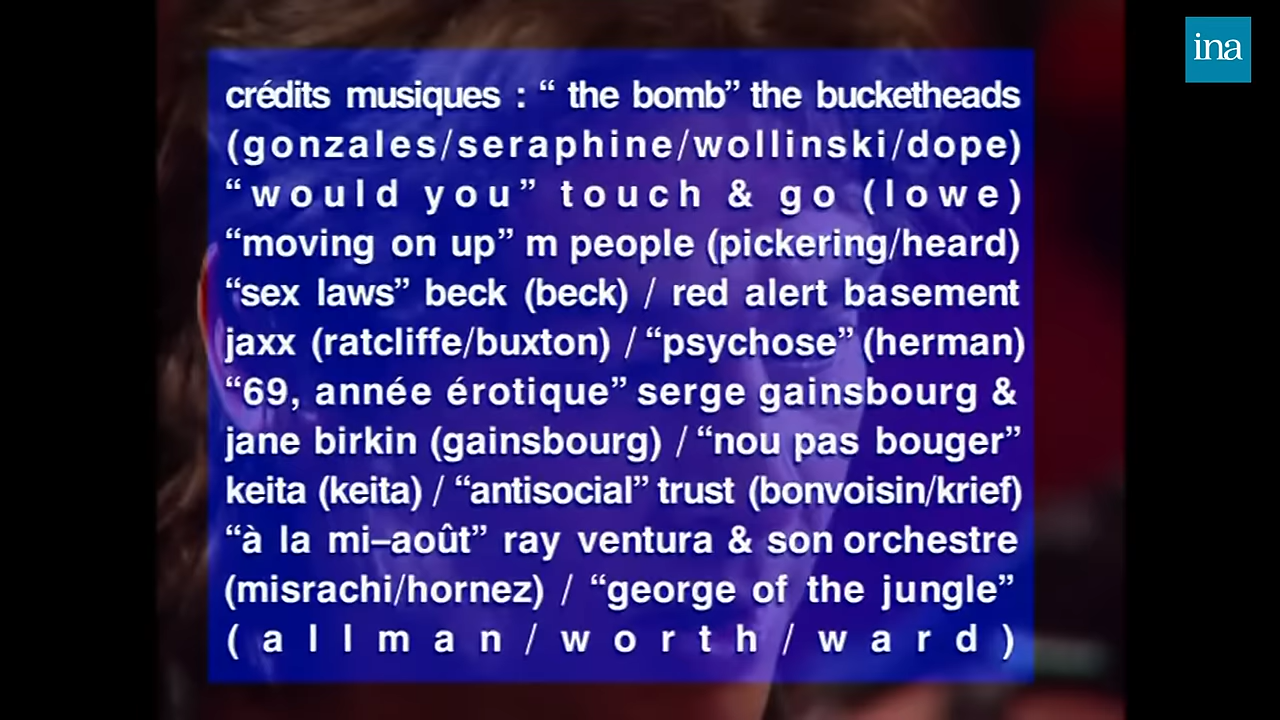 ina
crédits musiques : “ the bomb” the bucketheads
(gonzales/seraphine/wollinski/dope)
“would you” touch & go (lowe)
“moving on up” m people (pickering/heard)
“sex laws” beck (beck) / red alert basement
jaxx (ratcliffe/buxton) / “psychose” (herman)
“69, année érotique” serge gainsbourg &
jane birkin (gainsbourg) / “nou pas bouger”
keita (keita) / “antisocial” trust (bonvoisin/krief)
“à la mi–août” ray ventura & son orchestre
(misrachi/hornez) / “george of the jungle”
(allman/worth/ward)